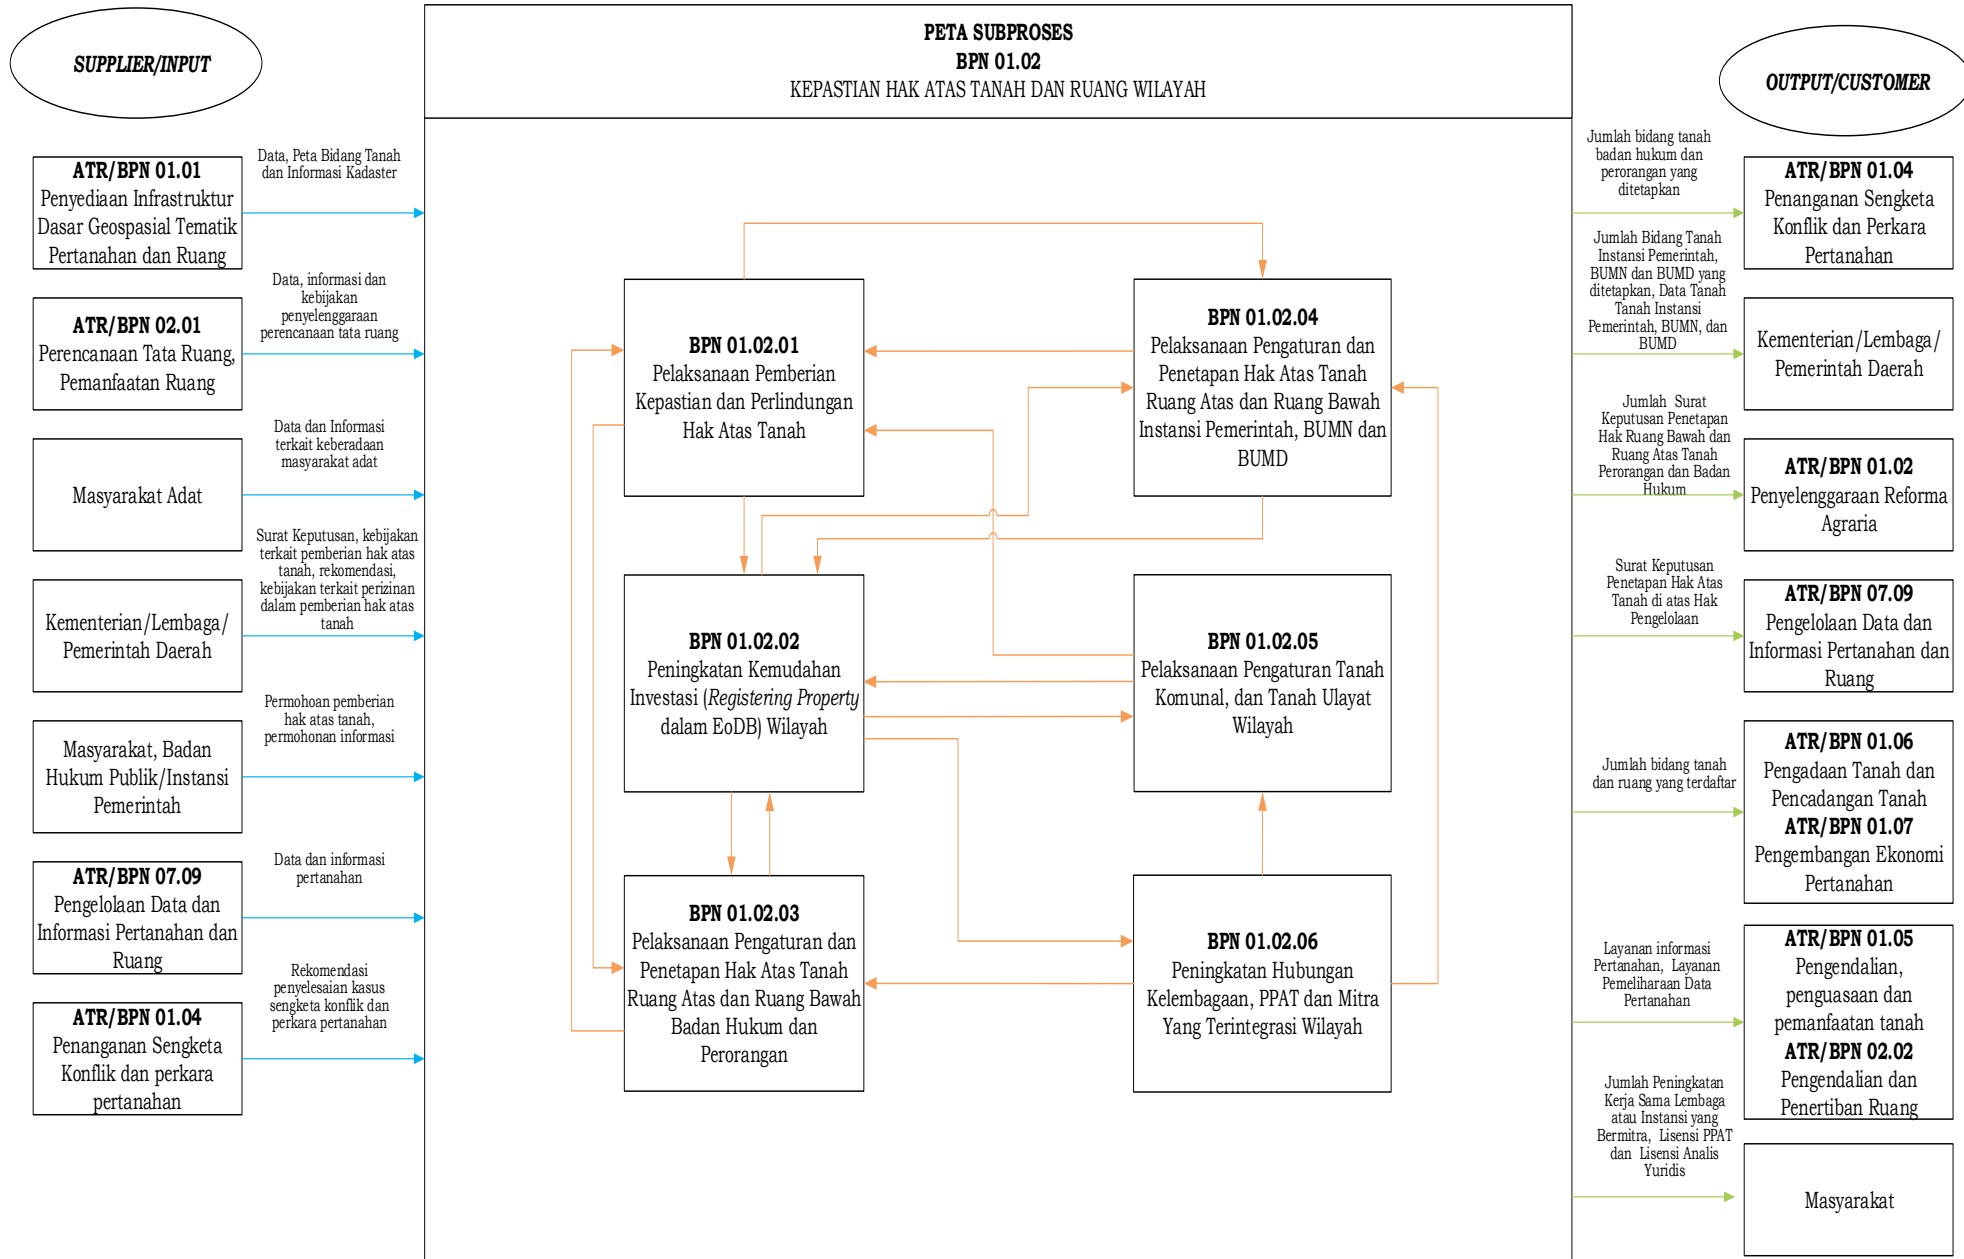 SUPPLIER/INPUT
PETA SUBPROSES
BPN 01.02
KEPASTIAN HAK ATAS TANAH DAN RUANG WILAYAH
OUTPUT/CUSTOMER
ATR/BPN 01.01
Penyediaan Infrastruktur
Dasar Geospasial Tematik
Pertanahan dan Ruang
Data, Peta Bidang Tanah
dan Informasi Kadaster
ATR/BPN 02.01
Perencanaan Tata Ruang,
Pemanfaatan Ruang
Data, informasi dan
kebijakan
penyelenggaraan
perencanaan tata ruang
Masyarakat Adat
Data dan Informasi
terkait keberadaan
masyarakat adat
Kementerian/Lembaga/
Pemerintah Daerah
Surat Keputusan, kebijakan
terkait pemberian hak atas
tanah, rekomendasi,
kebijakan terkait perizinan
dalam pemberian hak atas
tanah
Masyarakat, Badan
Hukum Publik/Instansi
Pemerintah
Permohoan pemberian
hak atas tanah,
permohonan informasi
ATR/BPN 07.09
Pengelolaan Data dan
Informasi Pertanahan dan
Ruang
Data dan informasi
pertanahan
ATR/BPN 01.04
Penanganan Sengketa
Konflik dan perkara
pertanahan
Rekomendasi
penyelesaian kasus
sengketa konflik dan
perkara pertanahan
BPN 01.02.01
Pelaksanaan Pemberian
Kepastian dan Perlindungan
Hak Atas Tanah
BPN 01.02.04
Pelaksanaan Pengaturan dan
Penetapan Hak Atas Tanah
Ruang Atas dan Ruang Bawah
Instansi Pemerintah, BUMN dan
BUMD
BPN 01.02.02
Peningkatan Kemudahan
Investasi (Registering Property
dalam EoDB) Wilayah
BPN 01.02.05
Pelaksanaan Pengaturan Tanah
Komunal, dan Tanah Ulayat
Wilayah
BPN 01.02.03
Pelaksanaan Pengaturan dan
Penetapan Hak Atas Tanah
Ruang Atas dan Ruang Bawah
Badan Hukum dan
Perorangan
BPN 01.02.06
Peningkatan Hubungan
Kelembagaan, PPAT dan Mitra
Yang Terintegrasi Wilayah
Jumlah bidang tanah
badan hukum dan
perorangan yang
ditetapkan
ATR/BPN 01.04
Penanganan Sengketa
Konflik dan Perkara
Pertanahan
Jumlah Bidang Tanah
Instansi Pemerintah,
BUMN dan BUMD yang
ditetapkan, Data Tanah
Tanah Instansi
Pemerintah, BUMN, dan
BUMD
Kementerian/Lembaga/
Pemerintah Daerah
Jumlah Surat
Keputusan Penetapan
Hak Ruang Bawah dan
Ruang Atas Tanah
Perorangan dan Badan
Hukum
ATR/BPN 01.02
Penyelenggaraan Reforma
Agraria
Surat Keputusan
Penetapan Hak Atas
Tanah di atas Hak
Pengelolaan
ATR/BPN 07.09
Pengelolaan Data dan
Informasi Pertanahan dan
Ruang
Jumlah bidang tanah
dan ruang yang terdaftar
ATR/BPN 01.06
Pengadaan Tanah dan
Pencadangan Tanah
ATR/BPN 01.07
Pengembangan Ekonomi
Pertanahan
Layanan informasi
Pertanahan, Layanan
Pemeliharaan Data
Pertanahan
ATR/BPN 01.05
Pengendalian,
penguasaan dan
pemanfaatan tanah
ATR/BPN 02.02
Pengendalian dan
Penertiban Ruang
Jumlah Peningkatan
Kerja Sama Lembaga
atau Instansi yang
Bermitra, Lisensi PPAT
dan Lisensi Analis
Yuridis
Masyarakat